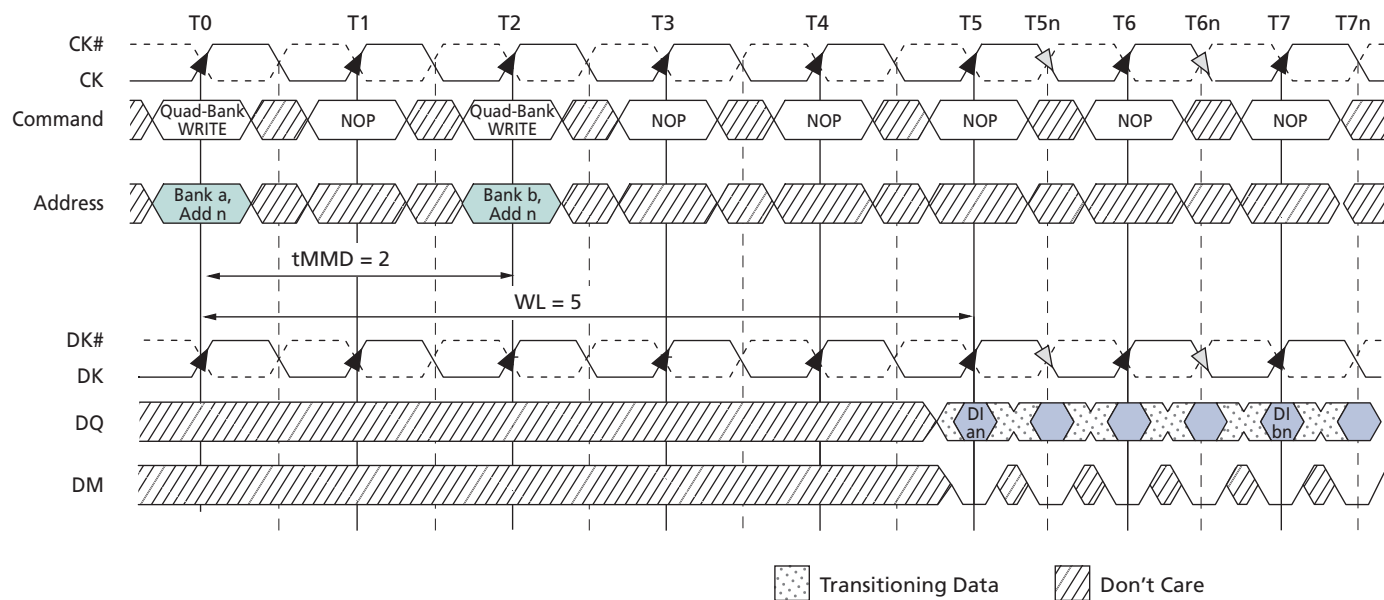 T0 T1 T2 T3 T4 T5 T5n T6 T6n T7 T7n
CK#
CK
Command
Quad-Bank
WRITE
NOP
Quad-Bank
WRITE
NOP
NOP
NOP
NOP
NOP
Address
Bank a,
Add n
Bank b,
Add n
tMMD = 2
WL = 5
DK#
DK
DQ
DI
an
DI
bn
DM
Transitioning Data
Don't Care